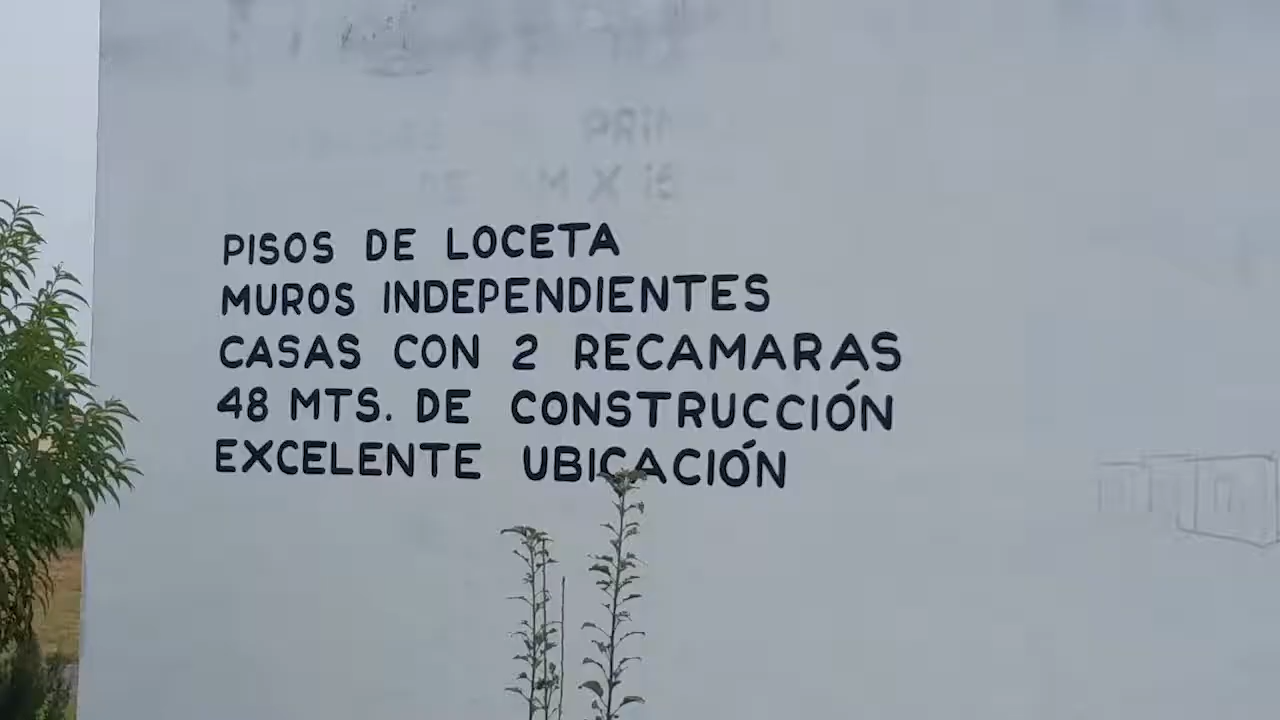 PISOS DE LOCETA
MUROS INDEPENDIENTES
CASAS CON 2 RECAMARAS
48 MTS. DE CONSTRUCCIÓN
EXCELENTE UBICACIÓN